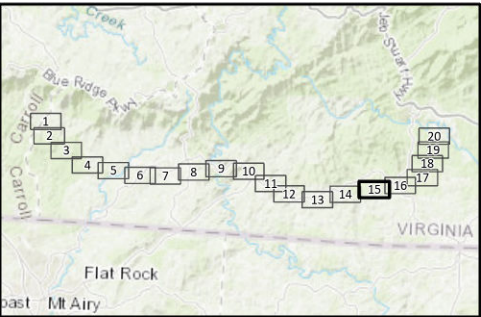 Creek
Jeb Stuart Hwy
Blue Ridge Pkwy
Carroll
1
2
3
4
5
6
7
8
9
10
11
12
13
14
15
16
17
18
19
20
Carroll
VIRGINIA
Flat Rock
oast Mt Airy